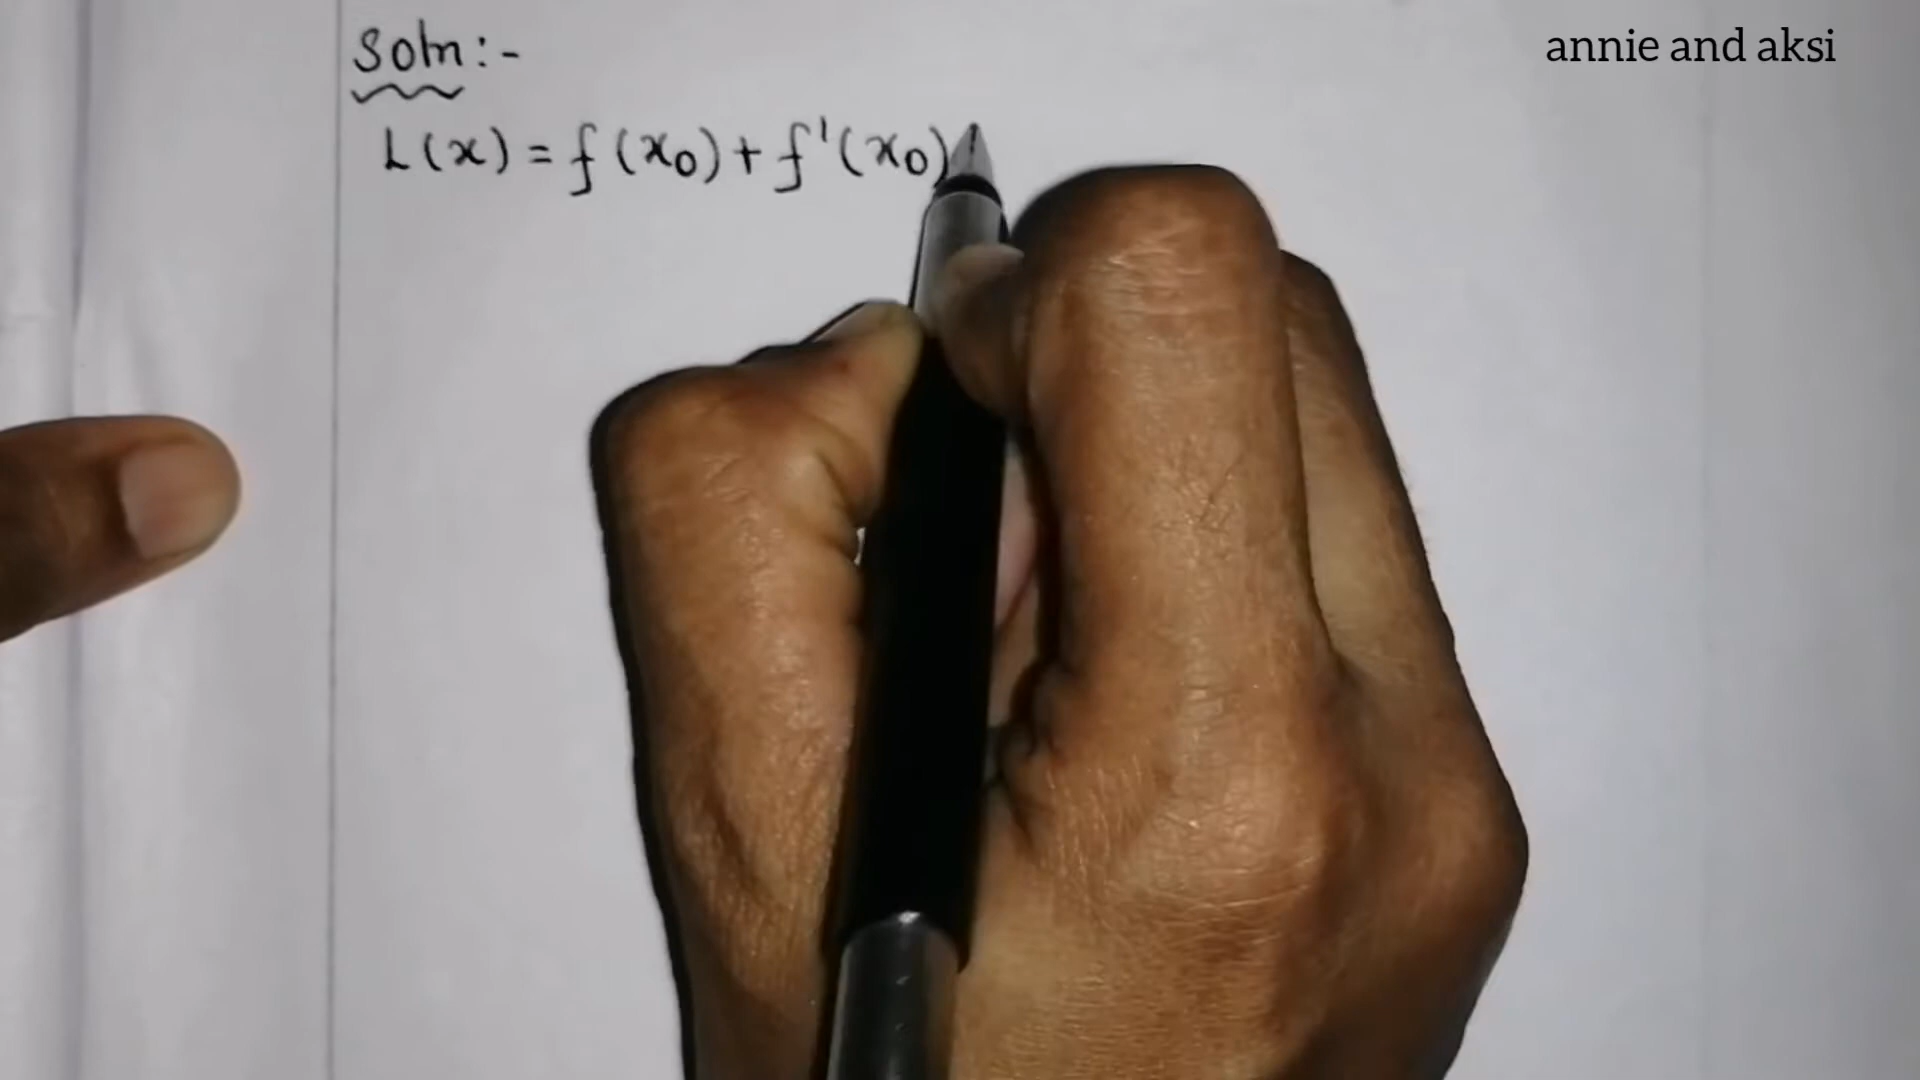 annie and aksi
Soln:-
L(x) = f(x₀) + f'(x₀)